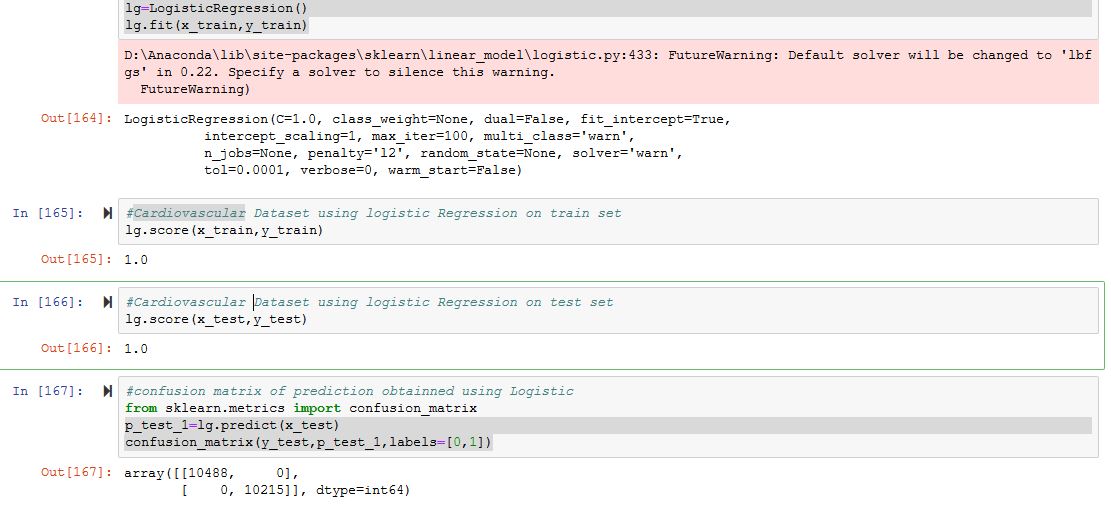 lg=LogisticRegression()
lg.fit(x_train,y_train)
D:\Anaconda\lib\site-packages\sklearn\linear_model\logistic.py:433: FutureWarning: Default solver will be changed to 'lbf
gs' in 0.22. Specify a solver to silence this warning.
  FutureWarning)
Out[164]: LogisticRegression(C=1.0, class_weight=None, dual=False, fit_intercept=True,
          intercept_scaling=1, max_iter=100, multi_class='warn',
          n_jobs=None, penalty='l2', random_state=None, solver='warn',
          tol=0.0001, verbose=0, warm_start=False)
In [165]: #Cardiovascular Dataset using logistic Regression on train set
lg.score(x_train,y_train)
Out[165]: 1.0
In [166]: #Cardiovascular Dataset using logistic Regression on test set
lg.score(x_test,y_test)
Out[166]: 1.0
In [167]: #confusion matrix of prediction obtainned using Logistic
from sklearn.metrics import confusion_matrix
p_test_1=lg.predict(x_test)
confusion_matrix(y_test,p_test_1,labels=[0,1])
Out[167]: array([[10488,     0],
       [    0, 10215]], dtype=int64)